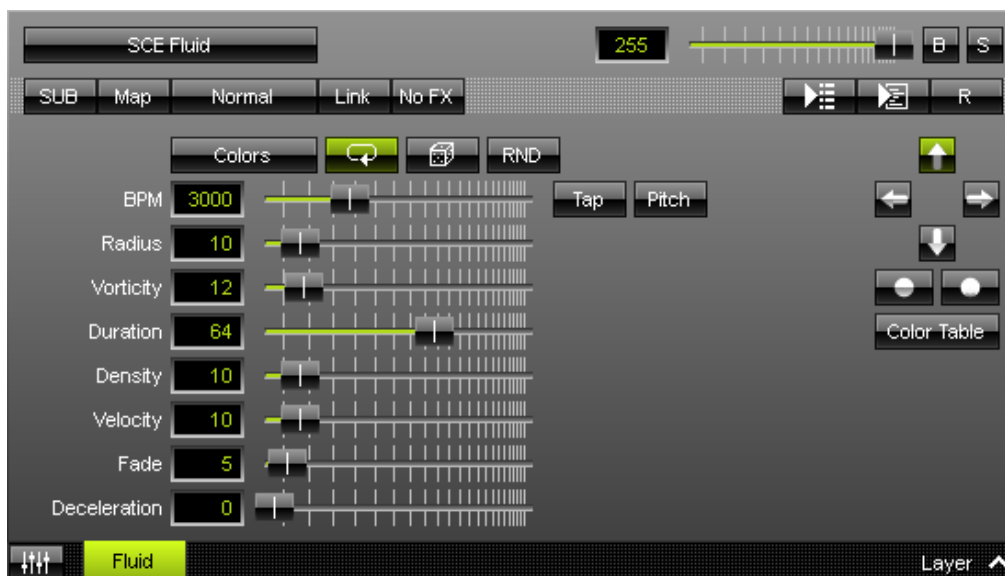 SCE Fluid 255 B S
SUB Map Normal Link No FX R
Colors RND
BPM 3000 Tap Pitch
Radius 10
Vorticity 12
Duration 64 Color Table
Density 10
Velocity 10
Fade 5
Deceleration 0
Fluid Layer